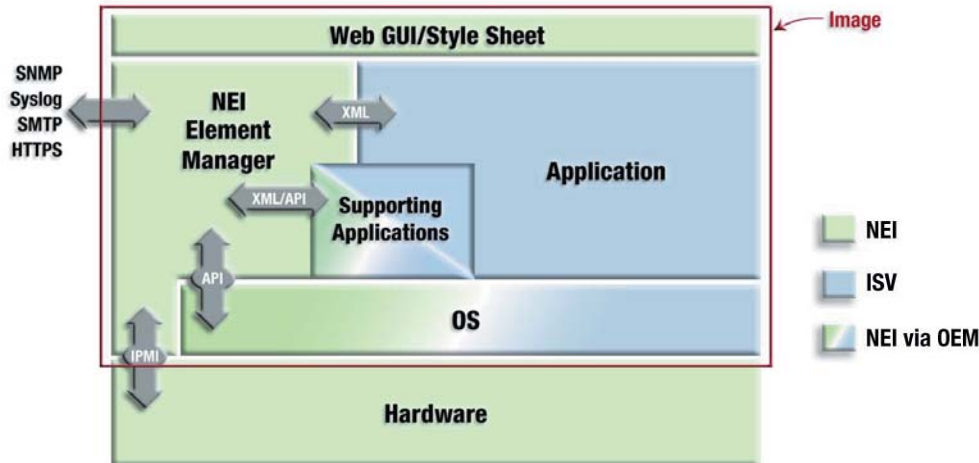 Image
Web GUI/Style Sheet
SNMP
Syslog
SMTP
HTTPS
NEI
Element
Manager
XML
Application
XML/API
Supporting
Applications
API
OS
IPMI
Hardware
NEI
ISV
NEI via OEM